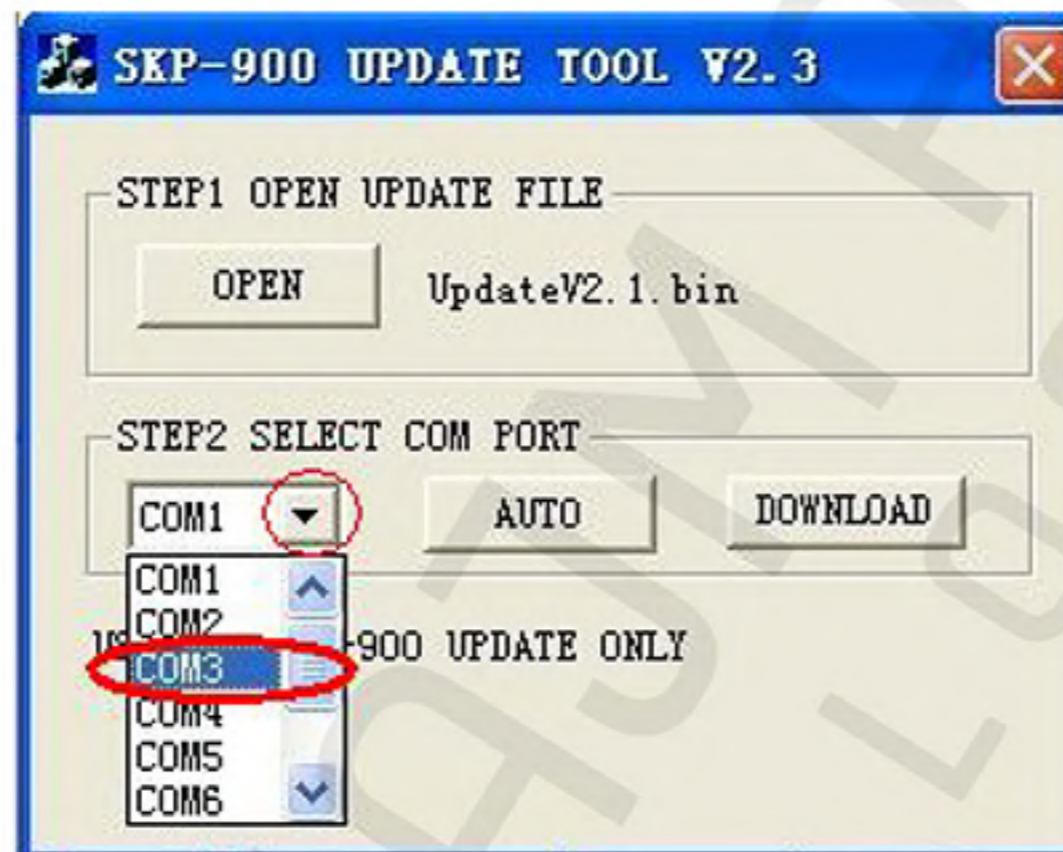 SKP-900 UPDATE TOOL V2.3
STEP1 OPEN UPDATE FILE
OPEN UpdateV2.1.bin
STEP2 SELECT COM PORT
COM1 AUTO DOWNLOAD
COM1
COM2
-900 UPDATE ONLY
COM3
COM4
COM5
COM6